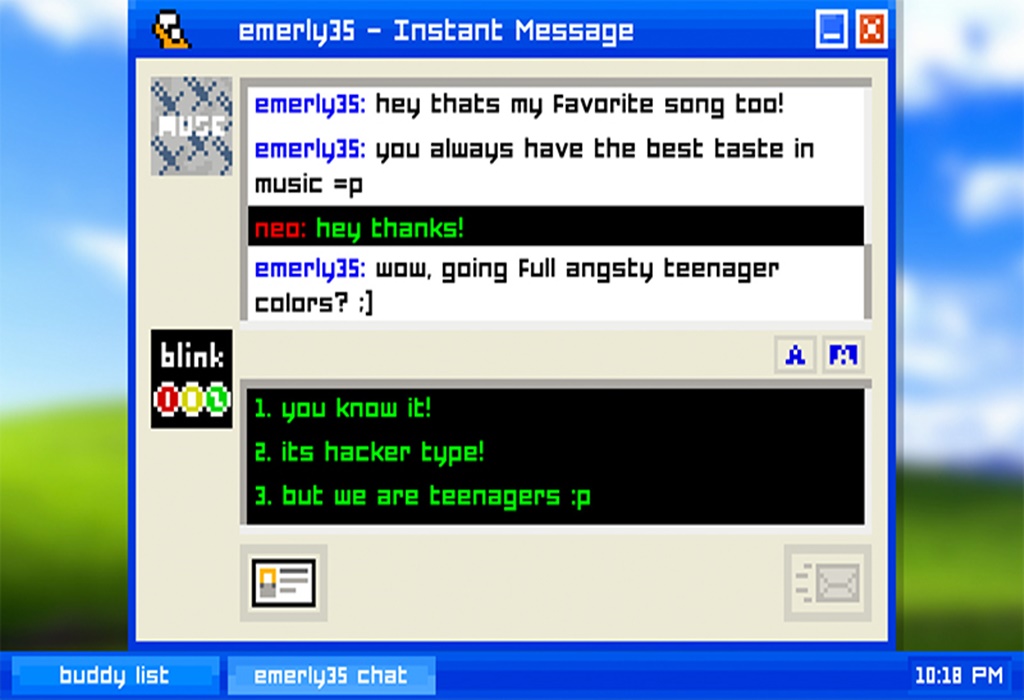 emerly35 - Instant Message
MUSE
emerly35: hey thats my favorite song too!
emerly35: you always have the best taste in
music =p
neo: hey thanks!
emerly35: wow, going full angsty teenager
colors? ;]
blink
182
A
1. you know it!
2. its hacker type!
3. but we are teenagers :p
buddy list
emerly35 chat
10:18 PM